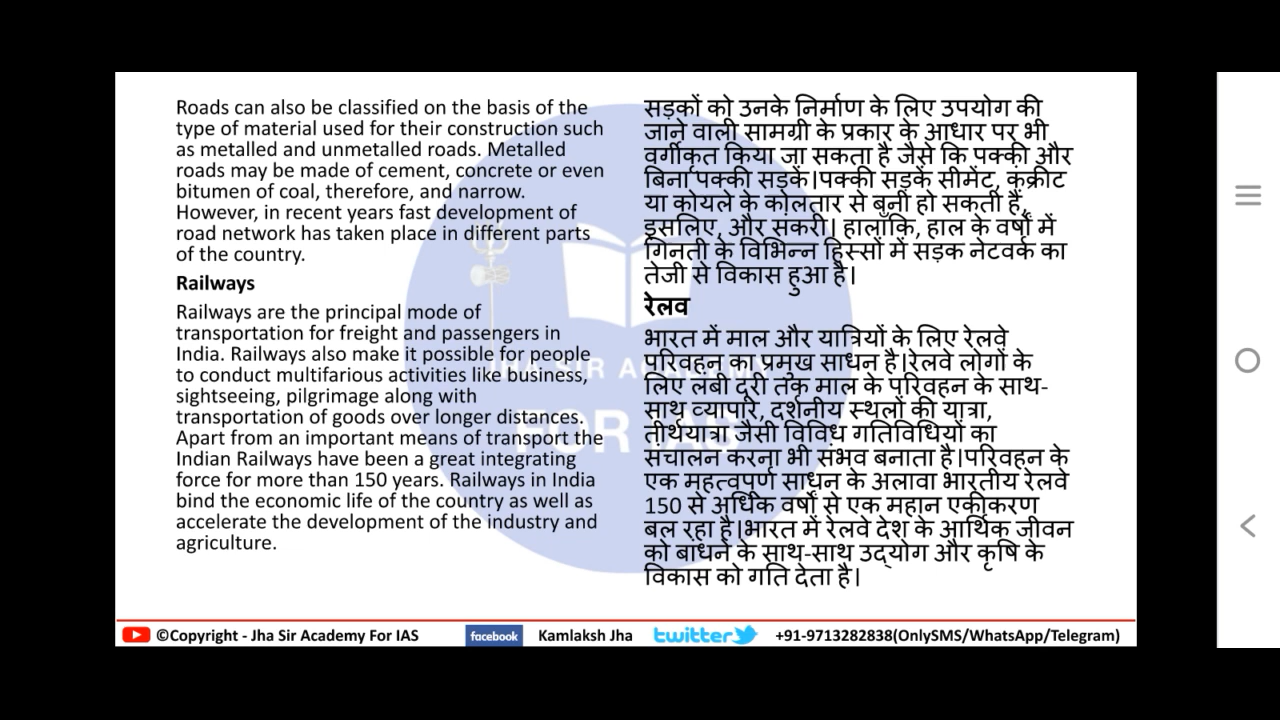 Roads can also be classified on the basis of the
type of material used for their construction such
as metalled and unmetalled roads. Metalled
roads may be made of cement, concrete or even
bitumen of coal, therefore, and narrow.
However, in recent years fast development of
road network has taken place in different parts
of the country.
Railways
Railways are the principal mode of
transportation for freight and passengers in
India. Railways also make it possible for people
to conduct multifarious activities like business,
sightseeing, pilgrimage along with
transportation of goods over longer distances.
Apart from an important means of transport the
Indian Railways have been a great integrating
force for more than 150 years. Railways in India
bind the economic life of the country as well as
accelerate the development of the industry and
agriculture.
सड़कों को उनके निर्माण के लिए उपयोग की
जाने वाली सामग्री के प्रकार के आधार पर भी
वर्गीकृत किया जा सकता है जैसे कि पक्की और
बिना पक्की सड़कें।पक्की सड़कें सीमेंट, कंक्रीट
या कोयले के कोलतार से बनी हो सकती हैं,
इसलिए, और संकरी। हालाँकि, हाल के वर्षों में
गिनती के विभिन्न हिस्सों में सड़क नेटवर्क का
तेजी से विकास हुआ है।
रेलव
भारत में माल और यात्रियों के लिए रेलवे
परिवहन का प्रमुख साधन है।रेलवे लोगों के
लिए लंबी दूरी तक माल के परिवहन के साथ-
साथ व्यापार, दर्शनीय स्थलों की यात्रा,
तीर्थयात्रा जैसी विविध गतिविधियों का
संचालन करना भी संभव बनाता है।परिवहन के
एक महत्वपूर्ण साधन के अलावा भारतीय रेलवे
150 से अधिक वर्षों से एक महान एकीकरण
बल रहा है।भारत में रेलवे देश के आर्थिक जीवन
को बांधने के साथ-साथ उद्योग और कृषि के
विकास को गति देता है।
JHA SIR ACADEMY
FOR IAS
©Copyright - Jha Sir Academy For IAS facebook Kamlaksh Jha twitter +91-9713282838(OnlySMS/WhatsApp/Telegram)